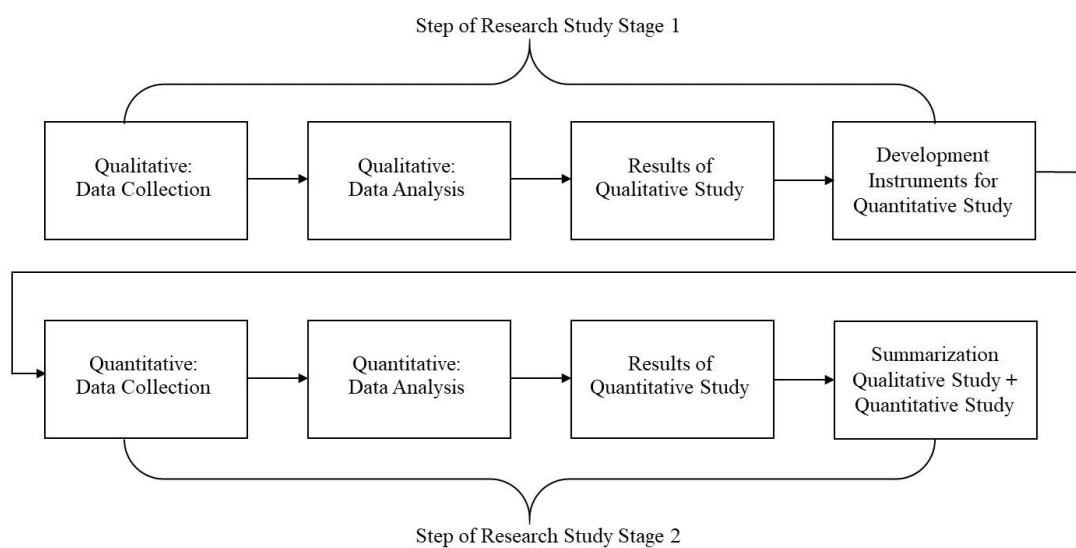 Step of Research Study Stage 1
Qualitative:
Data Collection
Qualitative:
Data Analysis
Results of
Qualitative Study
Development
Instruments for
Quantitative Study
Quantitative:
Data Collection
Quantitative:
Data Analysis
Results of
Quantitative Study
Summarization
Qualitative Study +
Quantitative Study
Step of Research Study Stage 2